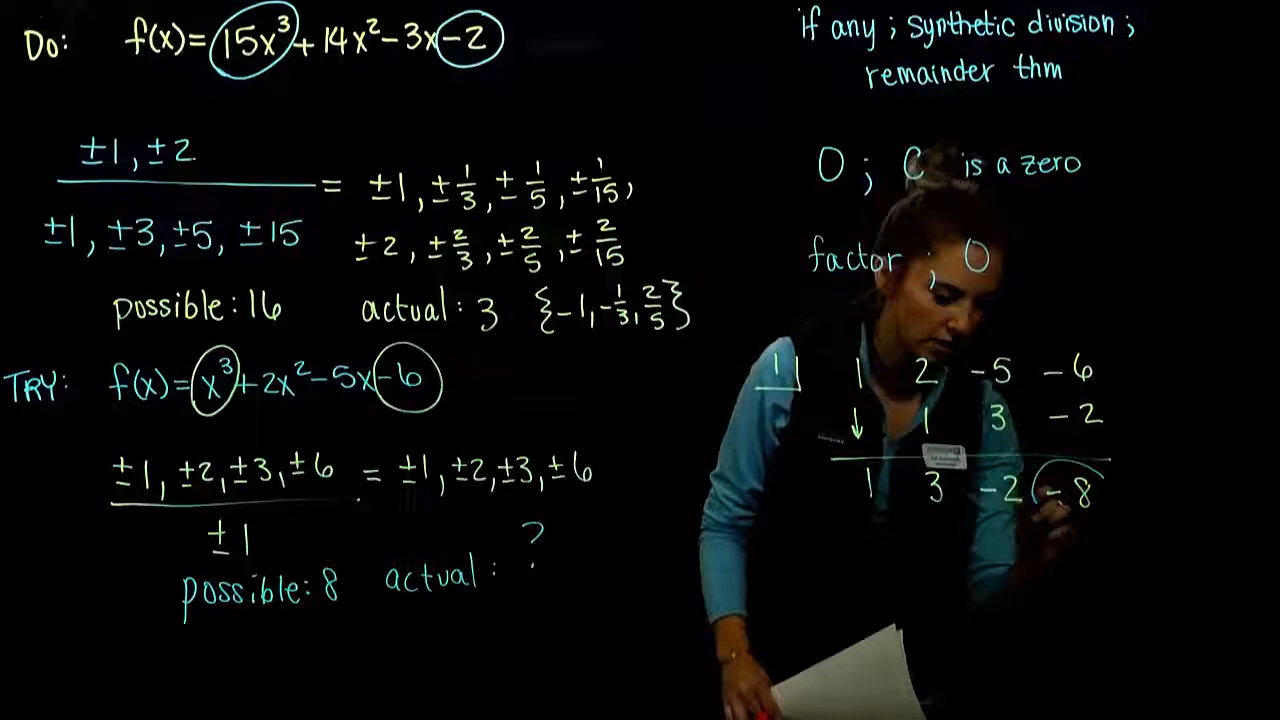 Do: f(x) = 15x³ + 14x² - 3x - 2
±1, ±2
±1, ±3, ±5, ±15
= ±1, ±1/3, ±1/5, ±1/15,
±2, ±2/3, ±2/5, ±2/15
possible: 16 actual: 3 {-1, -1/3, 2/5}
TRY: f(x) = x³ + 2x² - 5x - 6
±1, ±2, ±3, ±6 = ±1, ±2, ±3, ±6
±1
possible: 8 actual: ?
if any ; synthetic division ;
remainder thm
0 ; C is a zero
factor ; 0
1| 1 2 -5 -6
↓ 1 3 -2
1 3 -2 -8